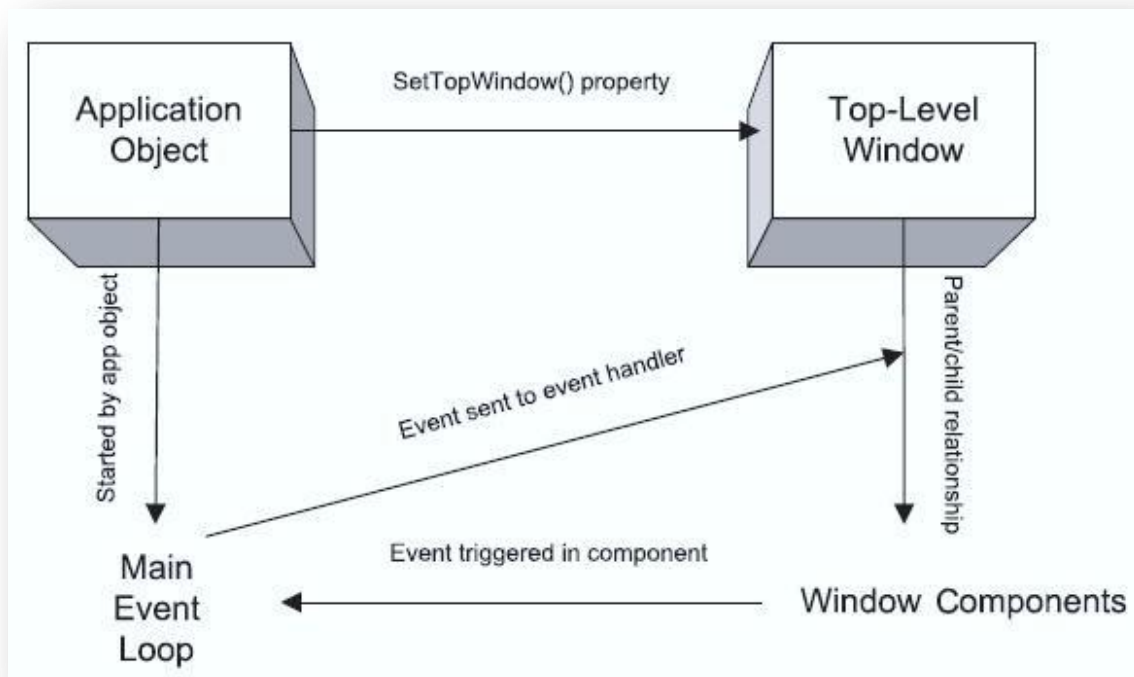 Application
Object
SetTopWindow() property
Top-Level
Window
Started by app object
Event sent to event handler
Parent/child relationship
Event triggered in component
Main
Event
Loop
Window Components